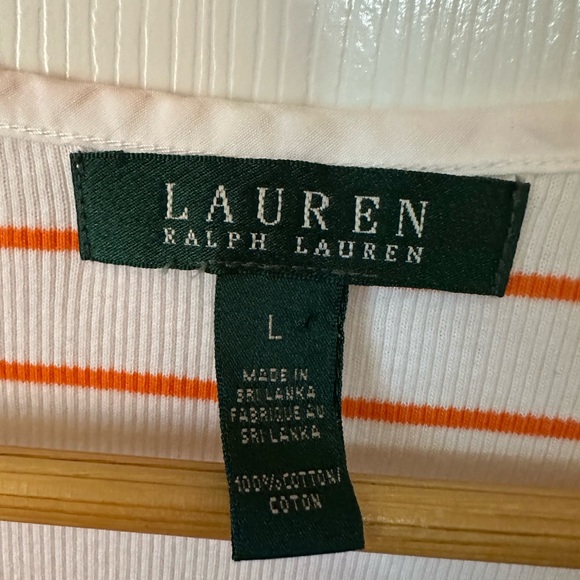 LAUREN
RALPH LAUREN
L
MADE IN
SRI LANKA
FABRIQUE AU
SRI LANKA
100% COTTON/
COTON